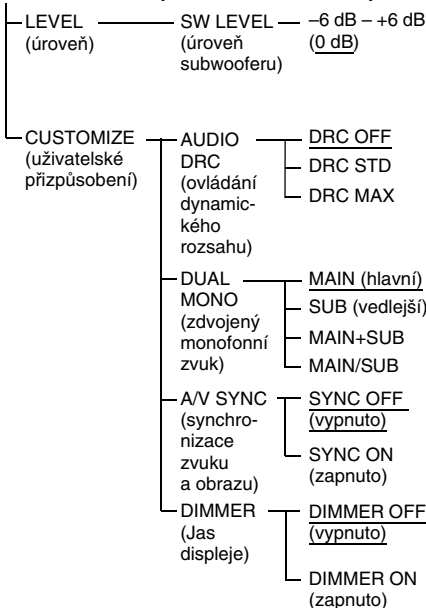 LEVEL
(úroveň)
SW LEVEL
(úroveň
subwooferu)
–6 dB – +6 dB
(0 dB)
CUSTOMIZE
(uživatelské
přizpůsobení)
AUDIO
DRC
(ovládání
dynamic-
kého
rozsahu)
DRC OFF
DRC STD
DRC MAX
DUAL
MONO
(zdvojený
monofonní
zvuk)
MAIN (hlavní)
SUB (vedlejší)
MAIN+SUB
MAIN/SUB
A/V SYNC
(synchro-
nizace
zvuku
a obrazu)
SYNC OFF
(vypnuto)
SYNC ON
(zapnuto)
DIMMER
(Jas
displeje)
DIMMER OFF
(vypnuto)
DIMMER ON
(zapnuto)